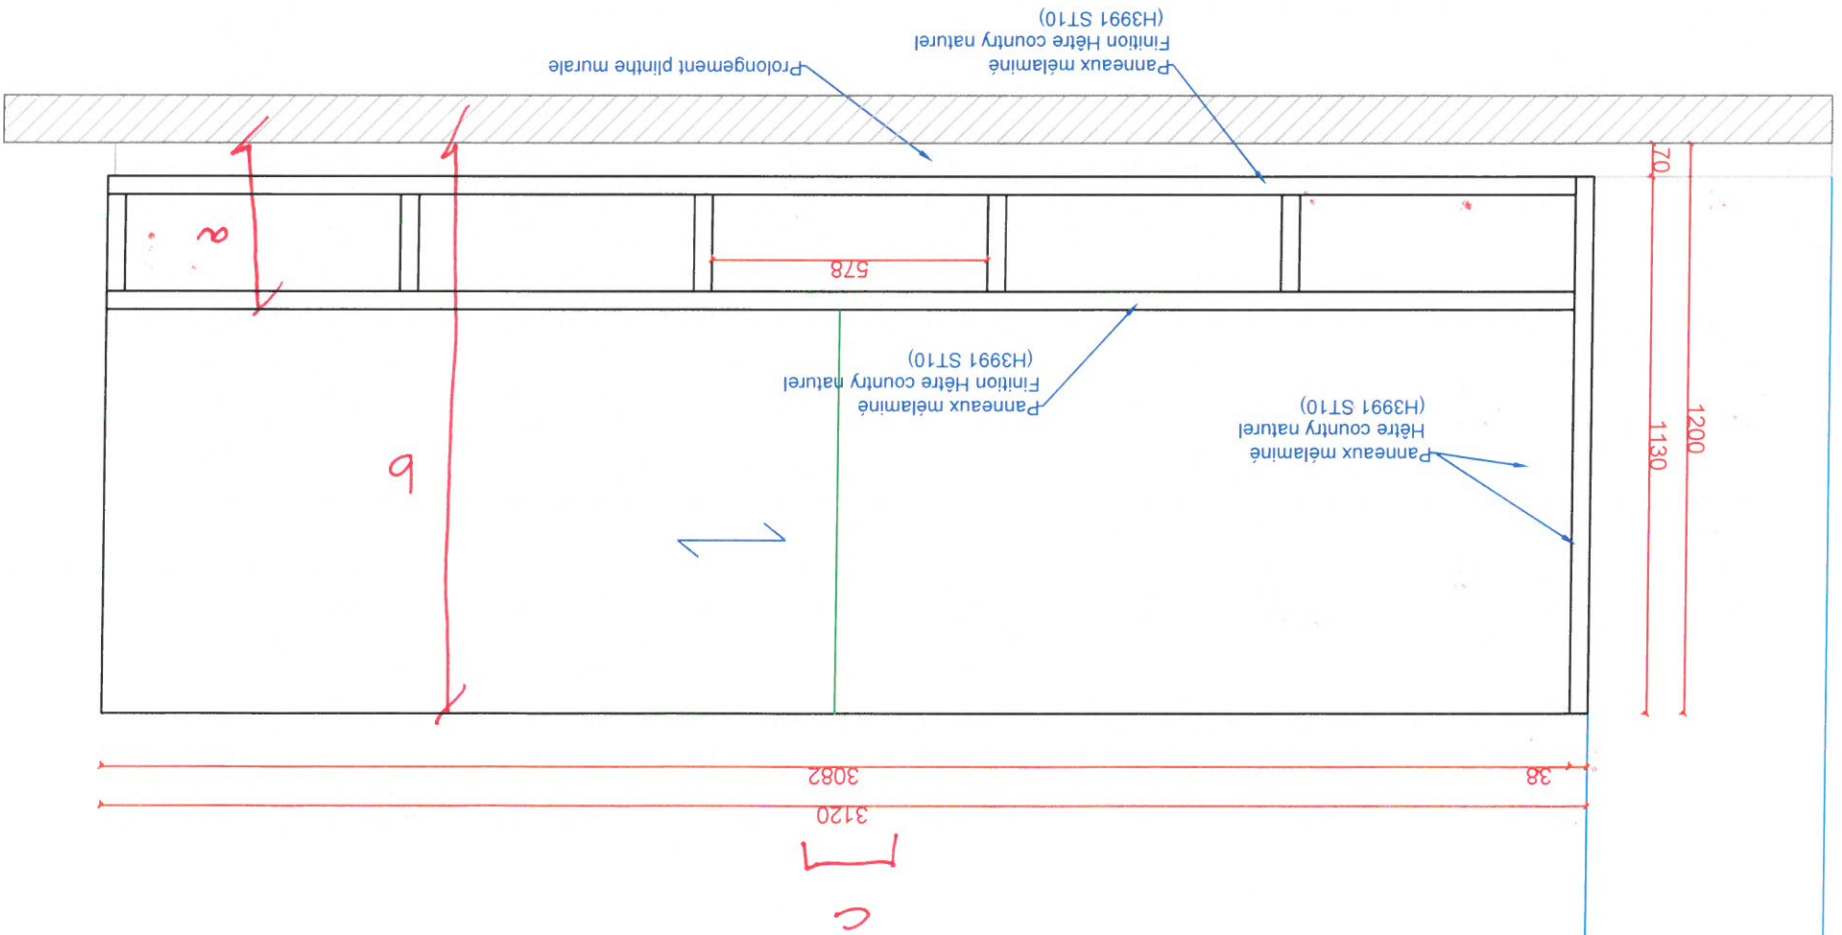 c
3120
38
3082
1200
1130
Panneaux mélaminé
Hêtre country naturel
(H3991 ST10)
b
Panneaux mélaminé
Finition Hêtre country naturel
(H3991 ST10)
578
a
70
Panneaux mélaminé
Finition Hêtre country naturel
(H3991 ST10)
Prolongement plinthe murale